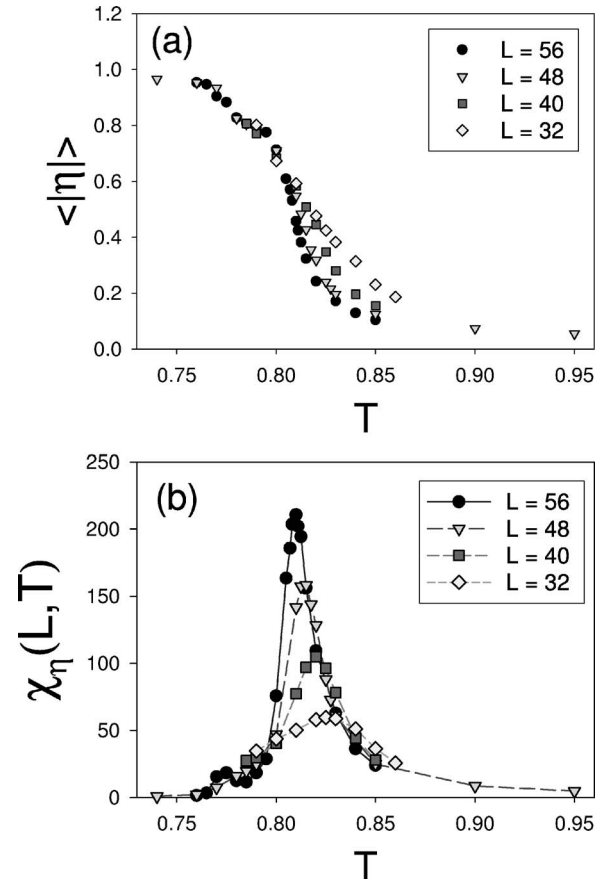 (a)
1.2
1.0
0.8
0.6
0.4
0.2
0.0
<|η|>
L = 56
L = 48
L = 40
L = 32
0.75 0.80 0.85 0.90 0.95
T
(b)
250
200
150
100
50
0
χη(L,T)
L = 56
L = 48
L = 40
L = 32
0.75 0.80 0.85 0.90 0.95
T